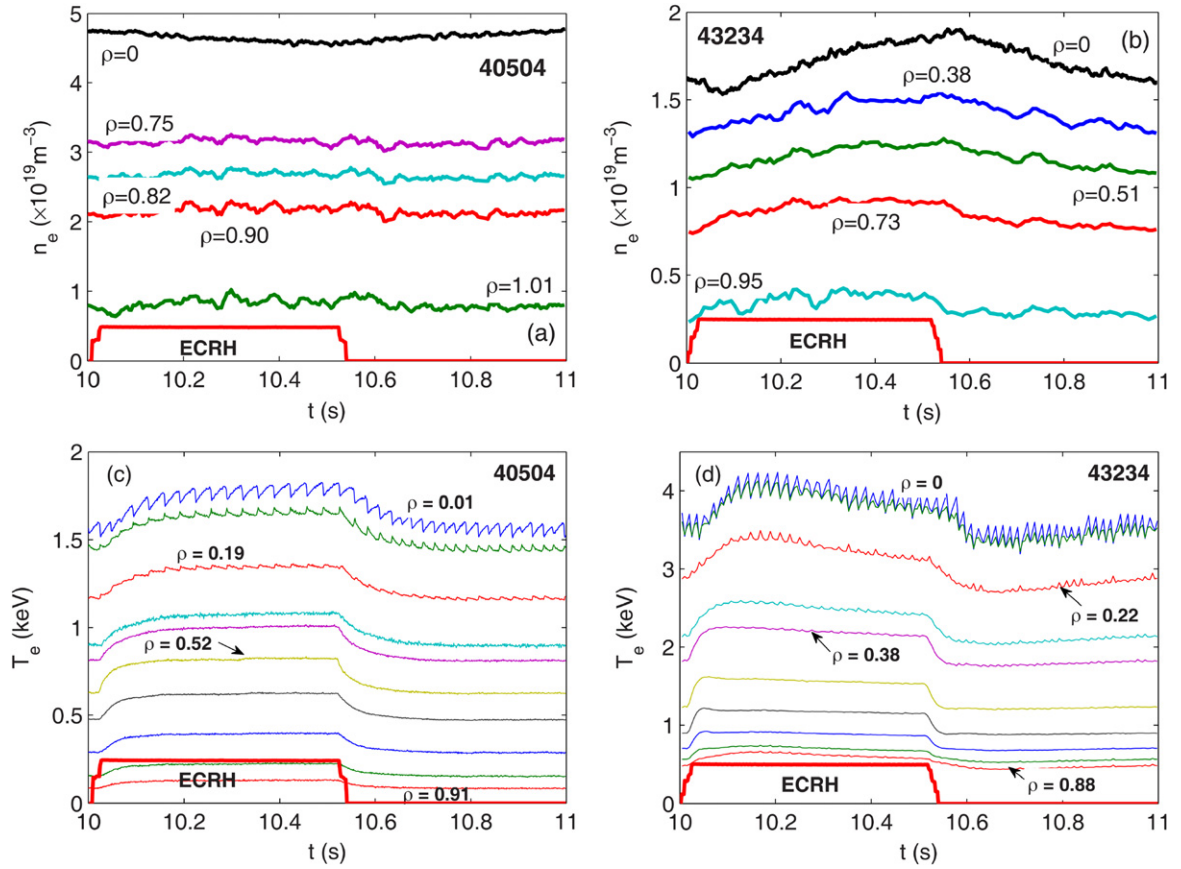 5
4
3
2
1
0
n_e (×10^19 m^−3)
ρ=0
40504
ρ=0.75
ρ=0.82
ρ=0.90
ρ=1.01
(a)
ECRH
10
10.2
10.4
10.6
10.8
11
t (s)
2
1.5
1
0.5
0
n_e (×10^19 m^−3)
43234
(b)
ρ=0
ρ=0.38
ρ=0.51
ρ=0.73
ρ=0.95
ECRH
10
10.2
10.4
10.6
10.8
11
t (s)
2
1.5
1
0.5
0
T_e (keV)
(c)
40504
ρ = 0.01
ρ = 0.19
ρ = 0.52
ECRH
ρ = 0.91
10
10.2
10.4
10.6
10.8
11
t (s)
4
3
2
1
0
T_e (keV)
(d)
43234
ρ = 0
ρ = 0.22
ρ = 0.38
ECRH
ρ = 0.88
10
10.2
10.4
10.6
10.8
11
t (s)